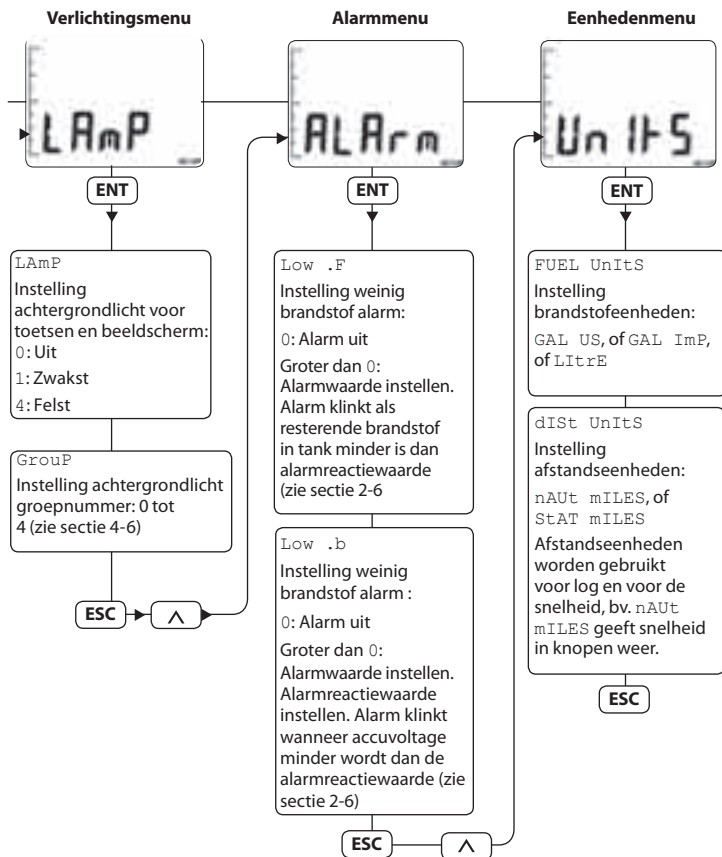 Verlichtingsmenu
LAmP
ENT
LAmP
Instelling
achtergrondlicht voor
toetsen en beeldscherm:
0: Uit
1: Zwakst
4: Felst
GrouP
Instelling achtergrondlicht
groepnummer: 0 tot
4 (zie sectie 4-6)
ESC
Alarmmenu
ALArm
ENT
Low .F
Instelling weinig
brandstof alarm:
0: Alarm uit
Groter dan 0:
Alarmwaarde instellen.
Alarm klinkt als
resterende brandstof
in tank minder is dan
alarmreactiewaarde
(zie sectie 2-6
Low .b
Instelling weinig
brandstof alarm :
0: Alarm uit
Groter dan 0:
Alarmwaarde instellen.
Alarmreactiewaarde
instellen. Alarm klinkt
wanneer accuvoltage
minder wordt dan de
alarmreactiewaarde (zie
sectie 2-6)
ESC
Eenhedenmenu
UnItS
ENT
FUEL UnItS
Instelling
brandstofeenheden:
GAL US, of GAL ImP,
of LItrE
dISt UnItS
Instelling
afstandseenheden:
nAUt mILES, of
StAT mILES
Afstandseenheden
worden gebruikt
voor log en voor de
snelheid, bv. nAUt
mILES geeft snelheid
in knopen weer.
ESC